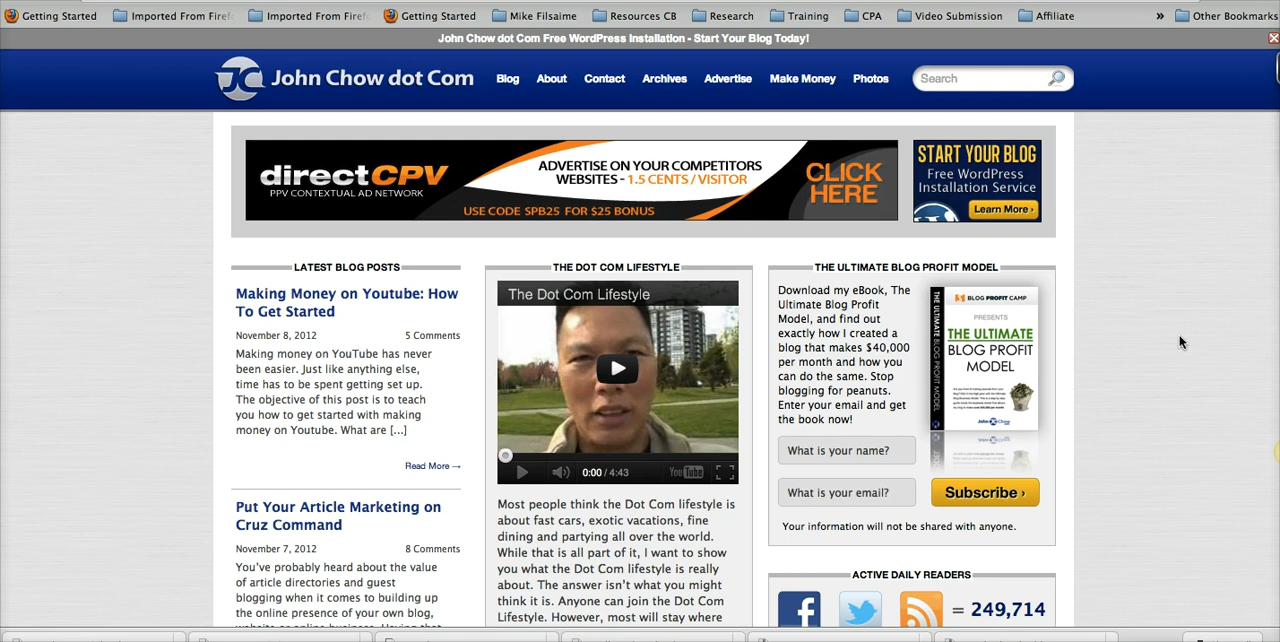 Getting Started
Imported From Firef
Imported From Firef
Getting Started
Mike Filsaime
Resources CB
Research
Training
CPA
Video Submission
Affiliate
»
Other Bookmarks
John Chow dot Com Free WordPress Installation - Start Your Blog Today!
John Chow dot Com
Blog
About
Contact
Archives
Advertise
Make Money
Photos
Search
directCPV
PPV CONTEXTUAL AD NETWORK
ADVERTISE ON YOUR COMPETITORS
WEBSITES - 1.5 CENTS / VISITOR
USE CODE SPB25 FOR $25 BONUS
CLICK
HERE
START YOUR BLOG
Free WordPress
Installation Service
Learn More ›
LATEST BLOG POSTS
Making Money on Youtube: How
To Get Started
November 8, 2012
5 Comments
Making money on YouTube has never
been easier. Just like anything else,
time has to be spent getting set up.
The objective of this post is to teach
you how to get started with making
money on Youtube. What are [...]
Read More →
Put Your Article Marketing on
Cruz Command
November 7, 2012
8 Comments
You've probably heard about the value
of article directories and guest
blogging when it comes to building up
the online presence of your own blog,
THE DOT COM LIFESTYLE
The Dot Com Lifestyle
0:00 / 4:43
YouTube
Most people think the Dot Com lifestyle is
about fast cars, exotic vacations, fine
dining and partying all over the world.
While that is all part of it, I want to show
you what the Dot Com lifestyle is really
about. The answer isn't what you might
think it is. Anyone can join the Dot Com
Lifestyle. However, most will stay where
THE ULTIMATE BLOG PROFIT MODEL
Download my eBook, The
Ultimate Blog Profit
Model, and find out
exactly how I created a
blog that makes $40,000
per month and how you
can do the same. Stop
blogging for peanuts.
Enter your email and get
the book now!
THE ULTIMATE BLOG PROFIT MODEL
BLOG PROFIT CAMP
PRESENTS
THE ULTIMATE
BLOG PROFIT
MODEL
What is your name?
What is your email?
Subscribe ›
Your information will not be shared with anyone.
ACTIVE DAILY READERS
= 249,714